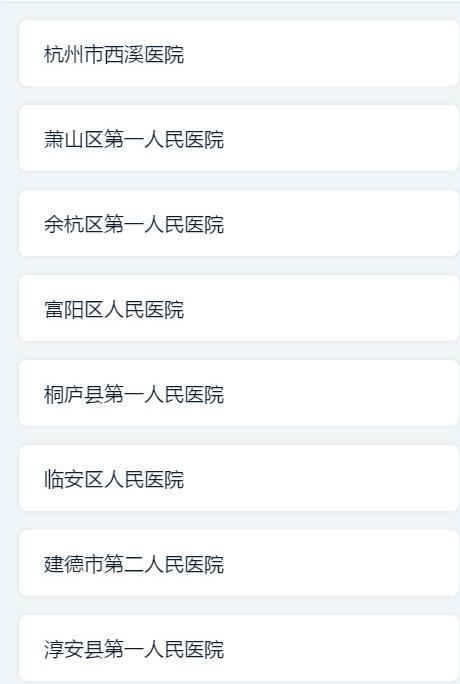 杭州市西溪医院
萧山区第一人民医院
余杭区第一人民医院
富阳区人民医院
桐庐县第一人民医院
临安区人民医院
建德市第二人民医院
淳安县第一人民医院